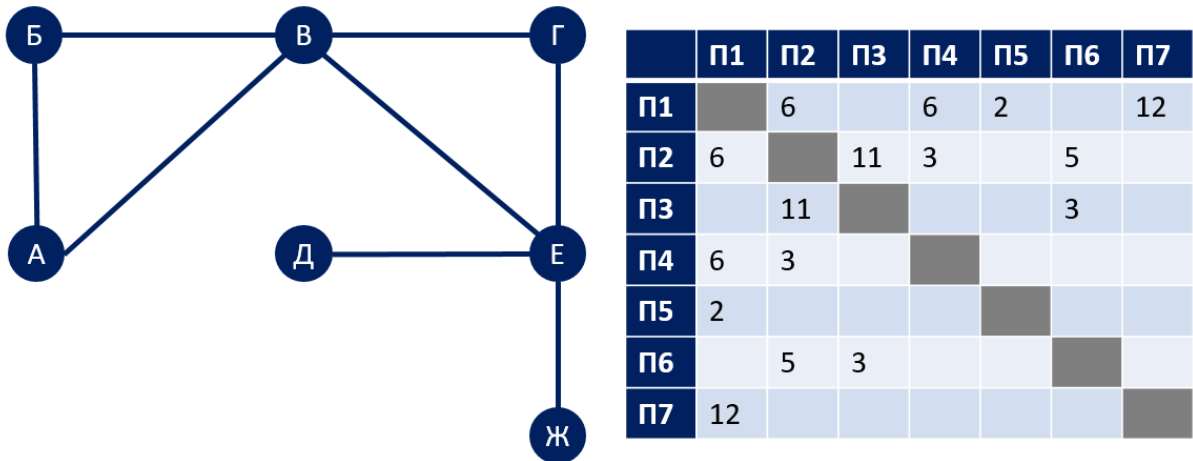 Б В Г
А Д Е
Ж
П1 П2 П3 П4 П5 П6 П7
П1 6 6 2 12
П2 6 11 3 5
П3 11 3
П4 6 3
П5 2
П6 5 3
П7 12